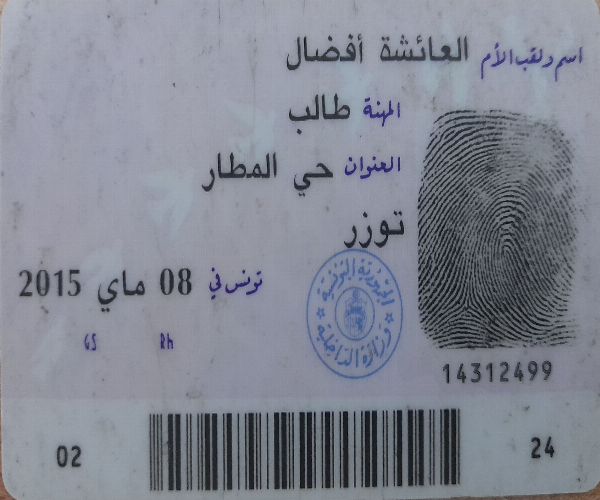 اسم ولقب الأم العائشة أفضال
المهنة طالب
العنوان حي المطار
توزر
تونس في 08 ماي 2015
الجمهورية التونسية
وزارة الداخلية
GS Rh
14312499
02 24